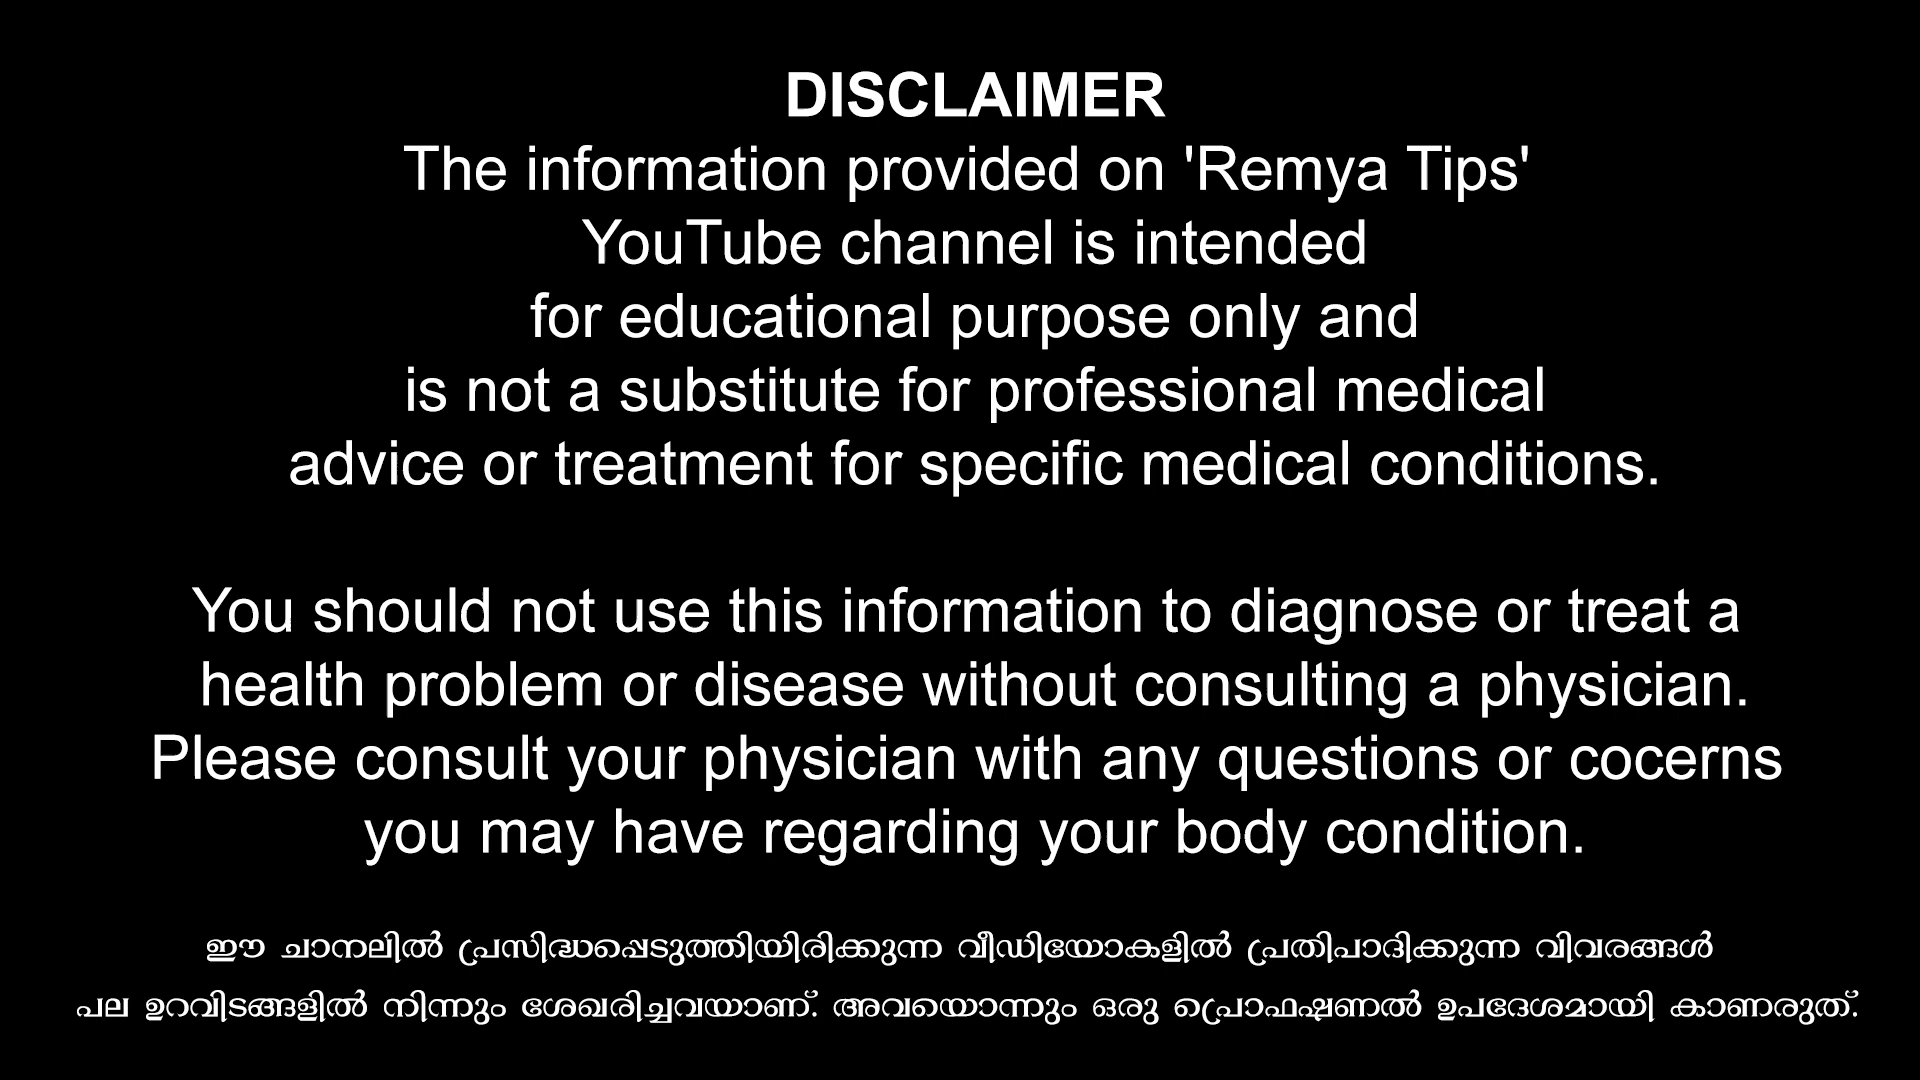 DISCLAIMER
The information provided on 'Remya Tips'
YouTube channel is intended
for educational purpose only and
is not a substitute for professional medical
advice or treatment for specific medical conditions.
You should not use this information to diagnose or treat a
health problem or disease without consulting a physician.
Please consult your physician with any questions or cocerns
you may have regarding your body condition.
ഈ ചാനലിൽ പ്രസിദ്ധപ്പെടുത്തിയിരിക്കുന്ന വീഡിയോകളിൽ പ്രതിപാദിക്കുന്ന വിവരങ്ങൾ
പല ഉറവിടങ്ങളിൽ നിന്നും ശേഖരിച്ചവയാണ്. അവയൊന്നും ഒരു പ്രൊഫഷണൽ ഉപദേശമായി കാണരുത്.